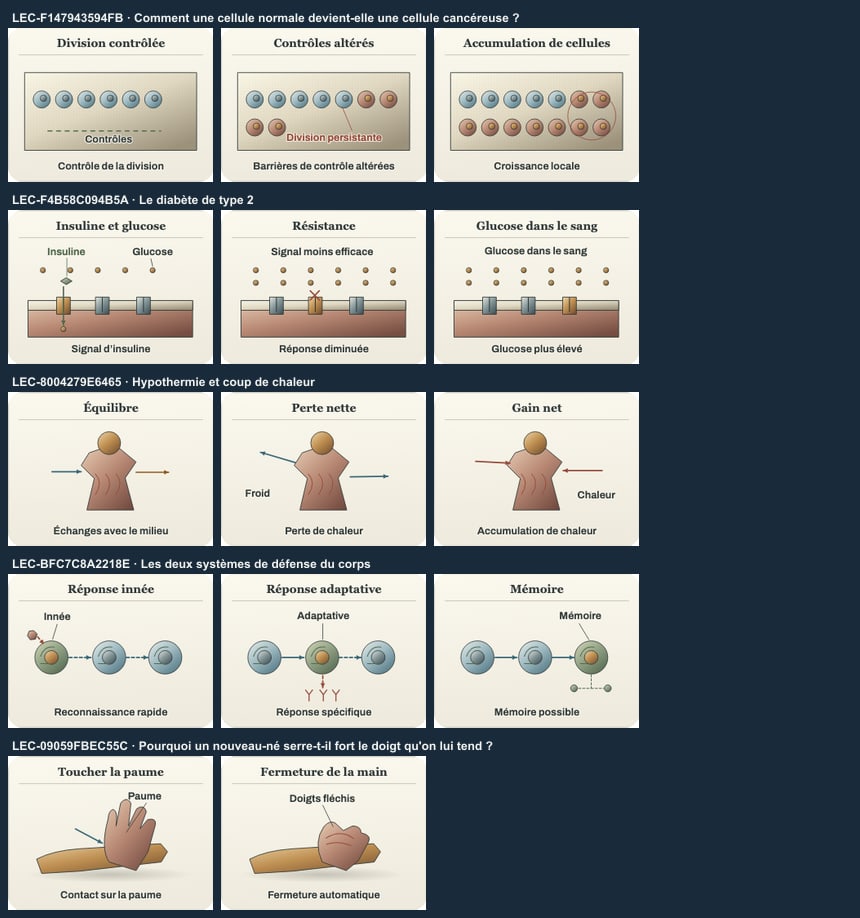 LEC-F147943594FB · Comment une cellule normale devient-elle une cellule cancéreuse ?
Division contrôlée
Contrôles
Contrôle de la division
Contrôles altérés
Division persistante
Barrières de contrôle altérées
Accumulation de cellules
Croissance locale
LEC-F4B58C094B5A · Le diabète de type 2
Insuline et glucose
Insuline
Glucose
Signal d'insuline
Résistance
Signal moins efficace
Réponse diminuée
Glucose dans le sang
Glucose dans le sang
Glucose plus élevé
LEC-8004279E6465 · Hypothermie et coup de chaleur
Équilibre
Échanges avec le milieu
Perte nette
Froid
Perte de chaleur
Gain net
Chaleur
Accumulation de chaleur
LEC-BFC7C8A2218E · Les deux systèmes de défense du corps
Réponse innée
Innée
Reconnaissance rapide
Réponse adaptative
Adaptative
Réponse spécifique
Mémoire
Mémoire
Mémoire possible
LEC-09059FBEC55C · Pourquoi un nouveau-né serre-t-il fort le doigt qu'on lui tend ?
Toucher la paume
Paume
Contact sur la paume
Fermeture de la main
Doigts fléchis
Fermeture automatique